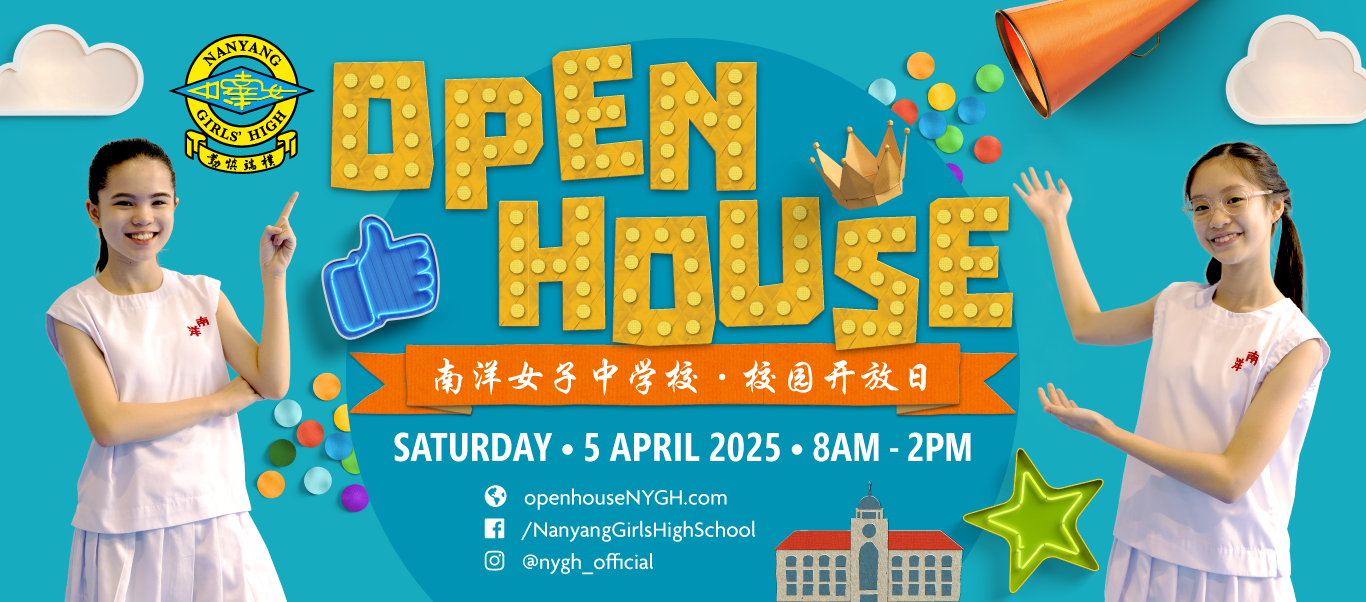 NANYANG
GIRLS' HIGH
勤慎端樸
OPEN
HOUSE
南洋
南洋
南洋女子中学校·校园开放日
SATURDAY • 5 APRIL 2025 • 8AM - 2PM
openhouseNYGH.com
/NanyangGirlsHighSchool
@nygh_official